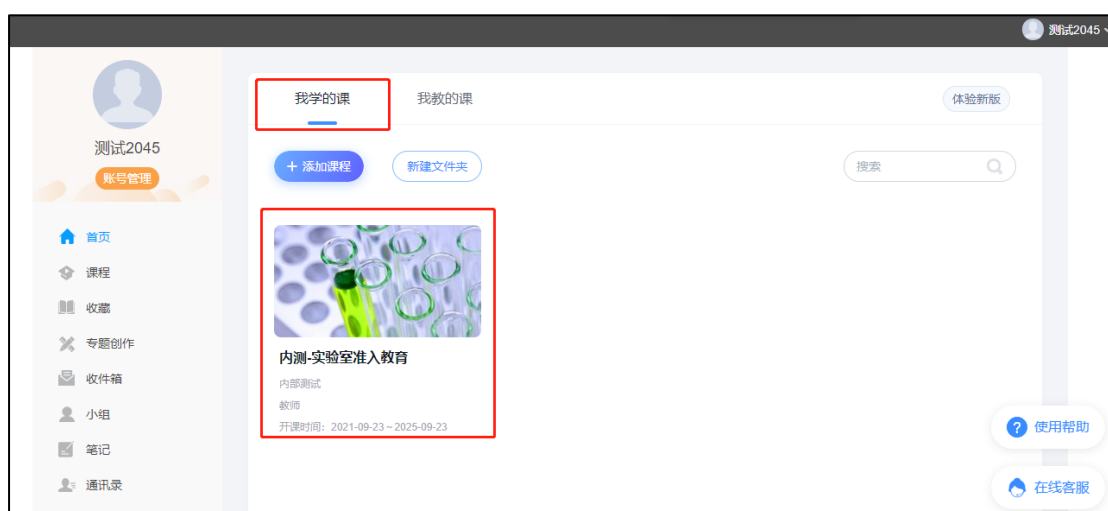 测试2045
测试2045
账号管理
首页
课程
收藏
专题创作
收件箱
小组
笔记
通讯录
我学的课
我教的课
体验新版
+ 添加课程
新建文件夹
搜索
内测-实验室准入教育
内部测试
教师
开课时间：2021-09-23～2025-09-23
? 使用帮助
在线客服